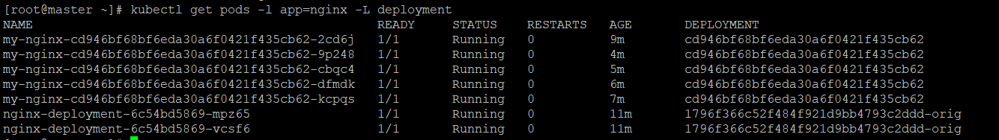 [root@master ~]# kubectl get pods -l app=nginx -L deployment
NAME READY STATUS RESTARTS AGE DEPLOYMENT
my-nginx-cd946bf68bf6eda30a6f0421f435cb62-2cd6j 1/1 Running 0 9m cd946bf68bf6eda30a6f0421f435cb62
my-nginx-cd946bf68bf6eda30a6f0421f435cb62-9p248 1/1 Running 0 4m cd946bf68bf6eda30a6f0421f435cb62
my-nginx-cd946bf68bf6eda30a6f0421f435cb62-cbqc4 1/1 Running 0 5m cd946bf68bf6eda30a6f0421f435cb62
my-nginx-cd946bf68bf6eda30a6f0421f435cb62-dfmdk 1/1 Running 0 6m cd946bf68bf6eda30a6f0421f435cb62
my-nginx-cd946bf68bf6eda30a6f0421f435cb62-kcpqs 1/1 Running 0 7m cd946bf68bf6eda30a6f0421f435cb62
nginx-deployment-6c54bd5869-mpz65 1/1 Running 0 11m 1796f366c52f484f921d9bb4793c2ddd-orig
nginx-deployment-6c54bd5869-vcsf6 1/1 Running 0 11m 1796f366c52f484f921d9bb4793c2ddd-orig